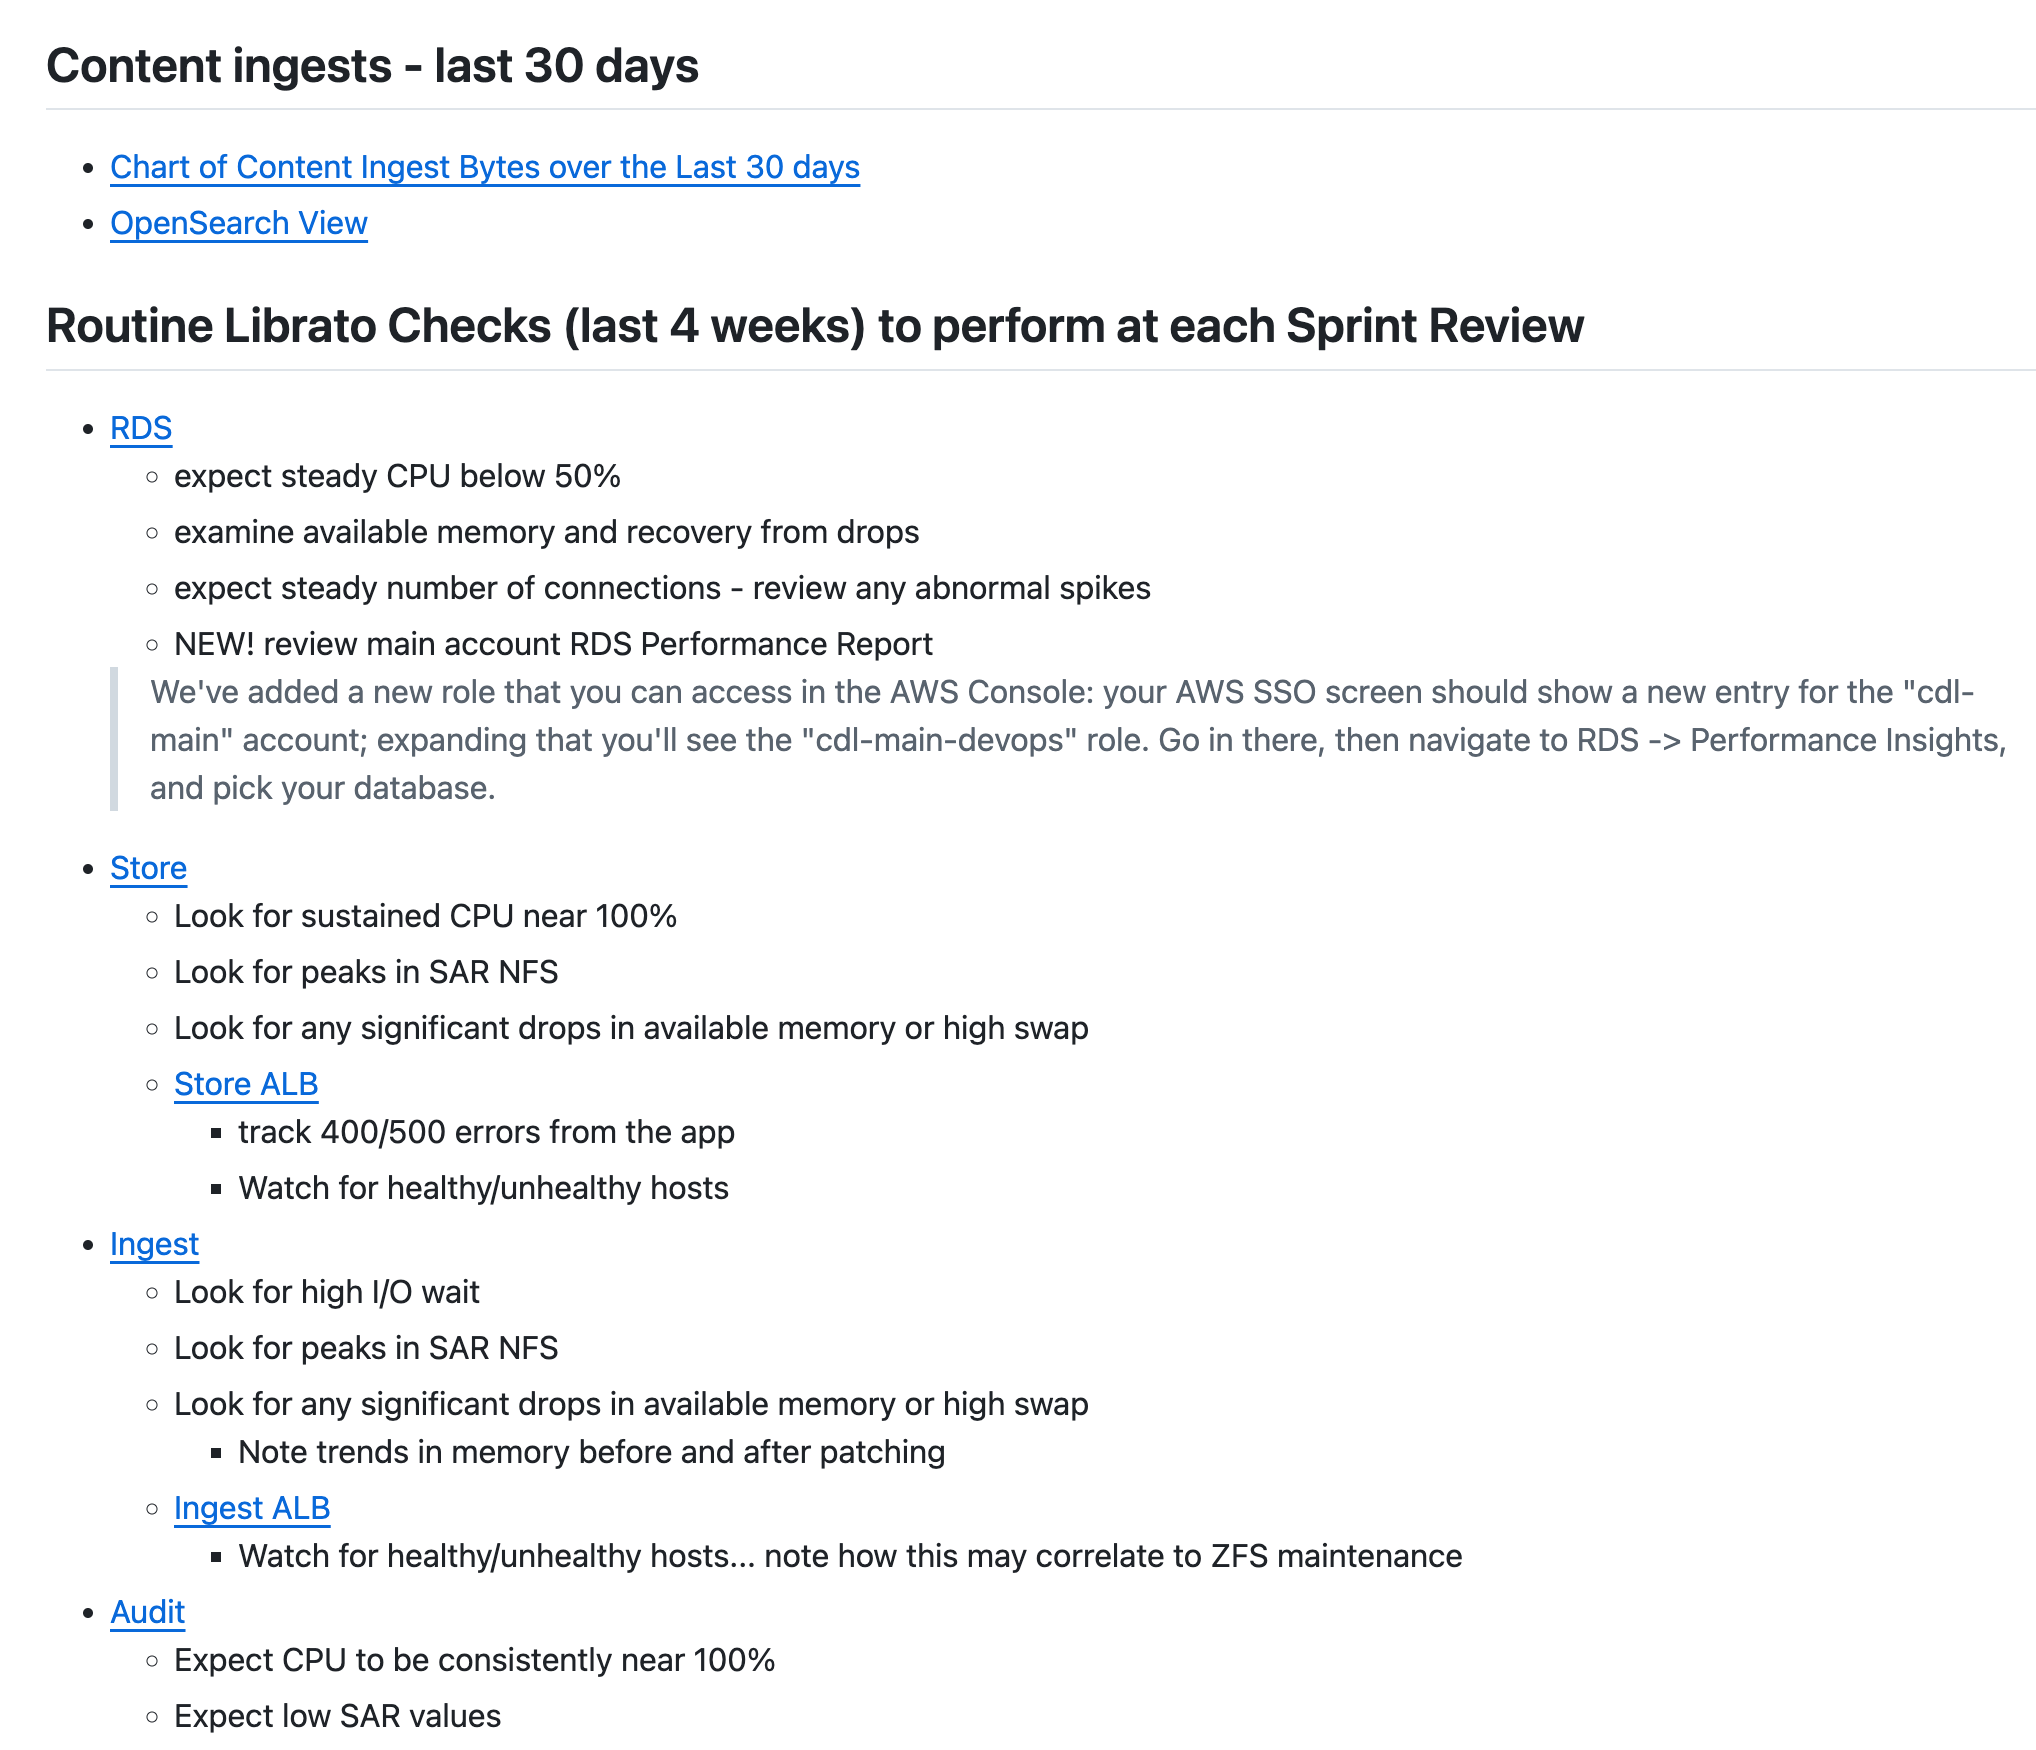 Content ingests - last 30 days
Chart of Content Ingest Bytes over the Last 30 days
OpenSearch View
Routine Librato Checks (last 4 weeks) to perform at each Sprint Review
RDS
expect steady CPU below 50%
examine available memory and recovery from drops
expect steady number of connections - review any abnormal spikes
NEW! review main account RDS Performance Report
We've added a new role that you can access in the AWS Console: your AWS SSO screen should show a new entry for the "cdl-
main" account; expanding that you'll see the "cdl-main-devops" role. Go in there, then navigate to RDS -> Performance Insights,
and pick your database.
Store
Look for sustained CPU near 100%
Look for peaks in SAR NFS
Look for any significant drops in available memory or high swap
Store ALB
track 400/500 errors from the app
Watch for healthy/unhealthy hosts
Ingest
Look for high I/O wait
Look for peaks in SAR NFS
Look for any significant drops in available memory or high swap
Note trends in memory before and after patching
Ingest ALB
Watch for healthy/unhealthy hosts... note how this may correlate to ZFS maintenance
Audit
Expect CPU to be consistently near 100%
Expect low SAR values